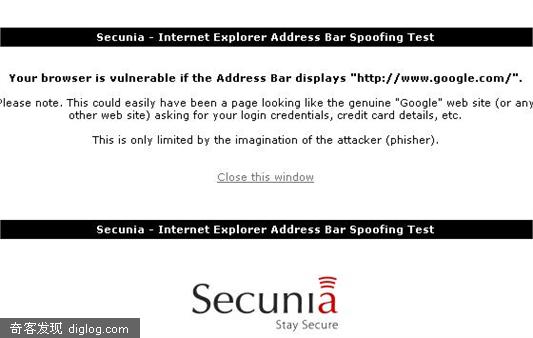 Secunia - Internet Explorer Address Bar Spoofing Test
Your browser is vulnerable if the Address Bar displays "http://www.google.com/".
Please note. This could easily have been a page looking like the genuine "Google" web site (or any
other web site) asking for your login credentials, credit card details, etc.
This is only limited by the imagination of the attacker (phisher).
Close this window
Secunia - Internet Explorer Address Bar Spoofing Test
Secunia
Stay Secure
奇客发现 diglog.com